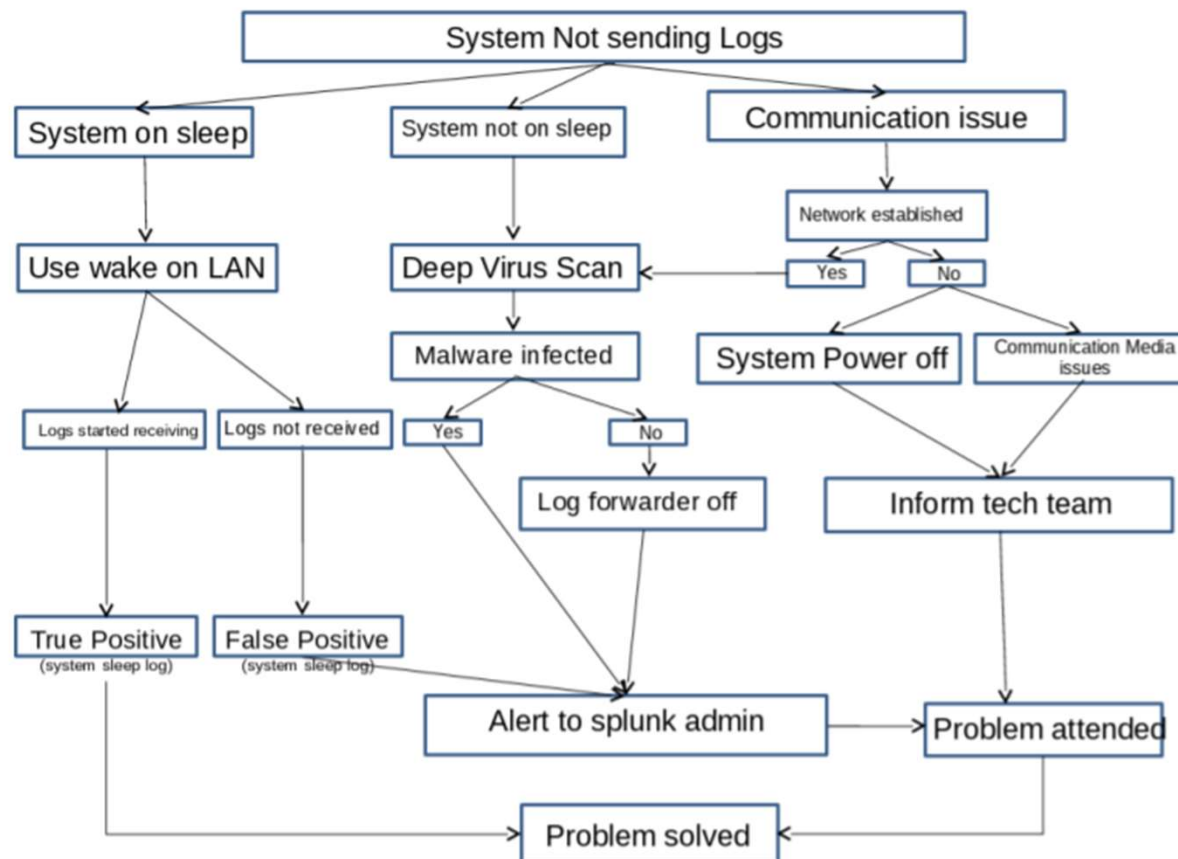 System Not sending Logs
System on sleep
System not on sleep
Communication issue
Network established
Use wake on LAN
Deep Virus Scan
Yes
No
Malware infected
System Power off
Communication Media
issues
Logs started receiving
Logs not received
Yes
No
Log forwarder off
Inform tech team
True Positive
(system sleep log)
False Positive
(system sleep log)
Alert to splunk admin
Problem attended
Problem solved